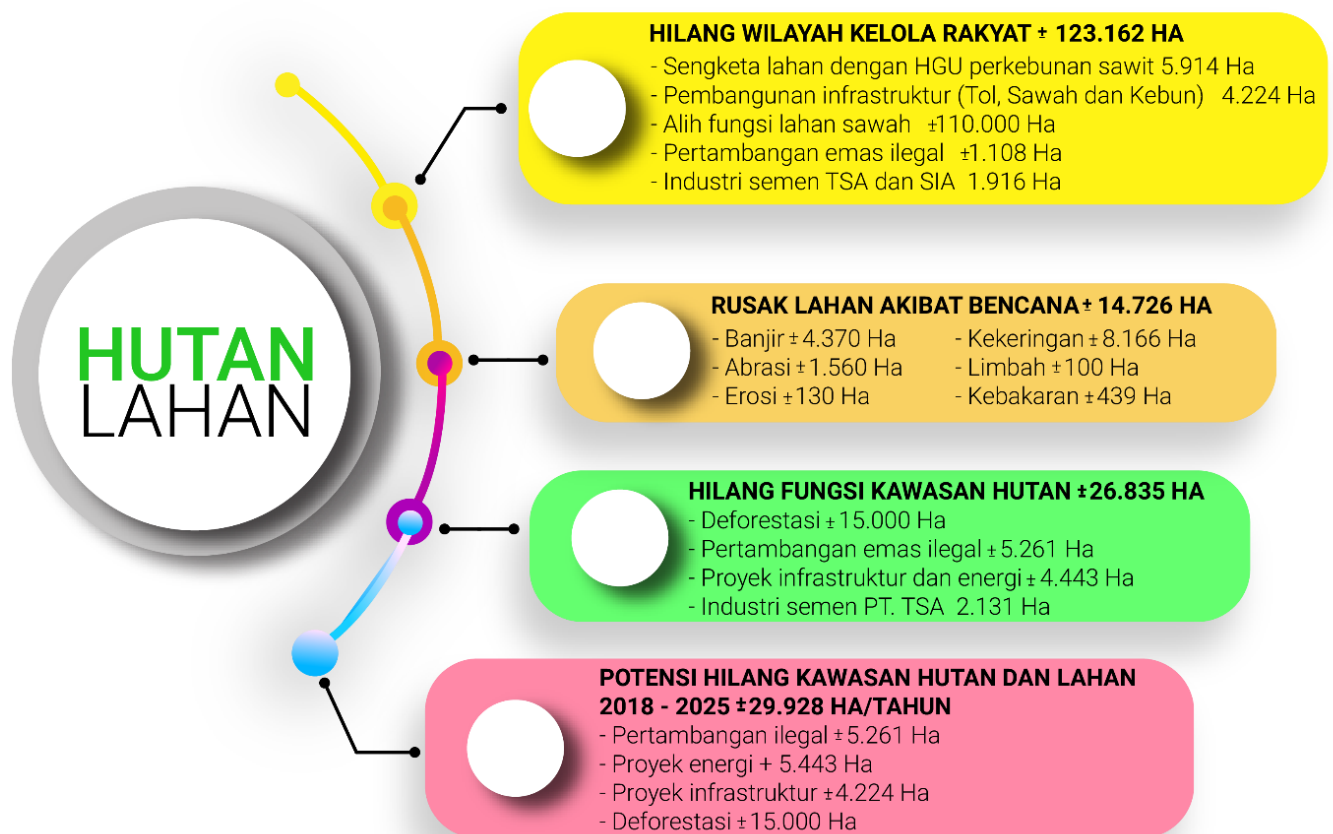 HUTAN
LAHAN
HILANG WILAYAH KELOLA RAKYAT ± 123.162 HA
- Sengketa lahan dengan HGU perkebunan sawit 5.914 Ha
- Pembangunan infrastruktur (Tol, Sawah dan Kebun) 4.224 Ha
- Alih fungsi lahan sawah ±110.000 Ha
- Pertambangan emas ilegal ±1.108 Ha
- Industri semen TSA dan SIA 1.916 Ha
RUSAK LAHAN AKIBAT BENCANA ± 14.726 HA
- Banjir ± 4.370 Ha
- Abrasi ± 1.560 Ha
- Erosi ± 130 Ha
- Kekeringan ± 8.166 Ha
- Limbah ±100 Ha
- Kebakaran ±439 Ha
HILANG FUNGSI KAWASAN HUTAN ±26.835 HA
- Deforestasi ± 15.000 Ha
- Pertambangan emas ilegal ±5.261 Ha
- Proyek infrastruktur dan energi ± 4.443 Ha
- Industri semen PT. TSA 2.131 Ha
POTENSI HILANG KAWASAN HUTAN DAN LAHAN
2018 - 2025 ±29.928 HA/TAHUN
- Pertambangan ilegal ±5.261 Ha
- Proyek energi + 5.443 Ha
- Proyek infrastruktur ±4.224 Ha
- Deforestasi ±15.000 Ha